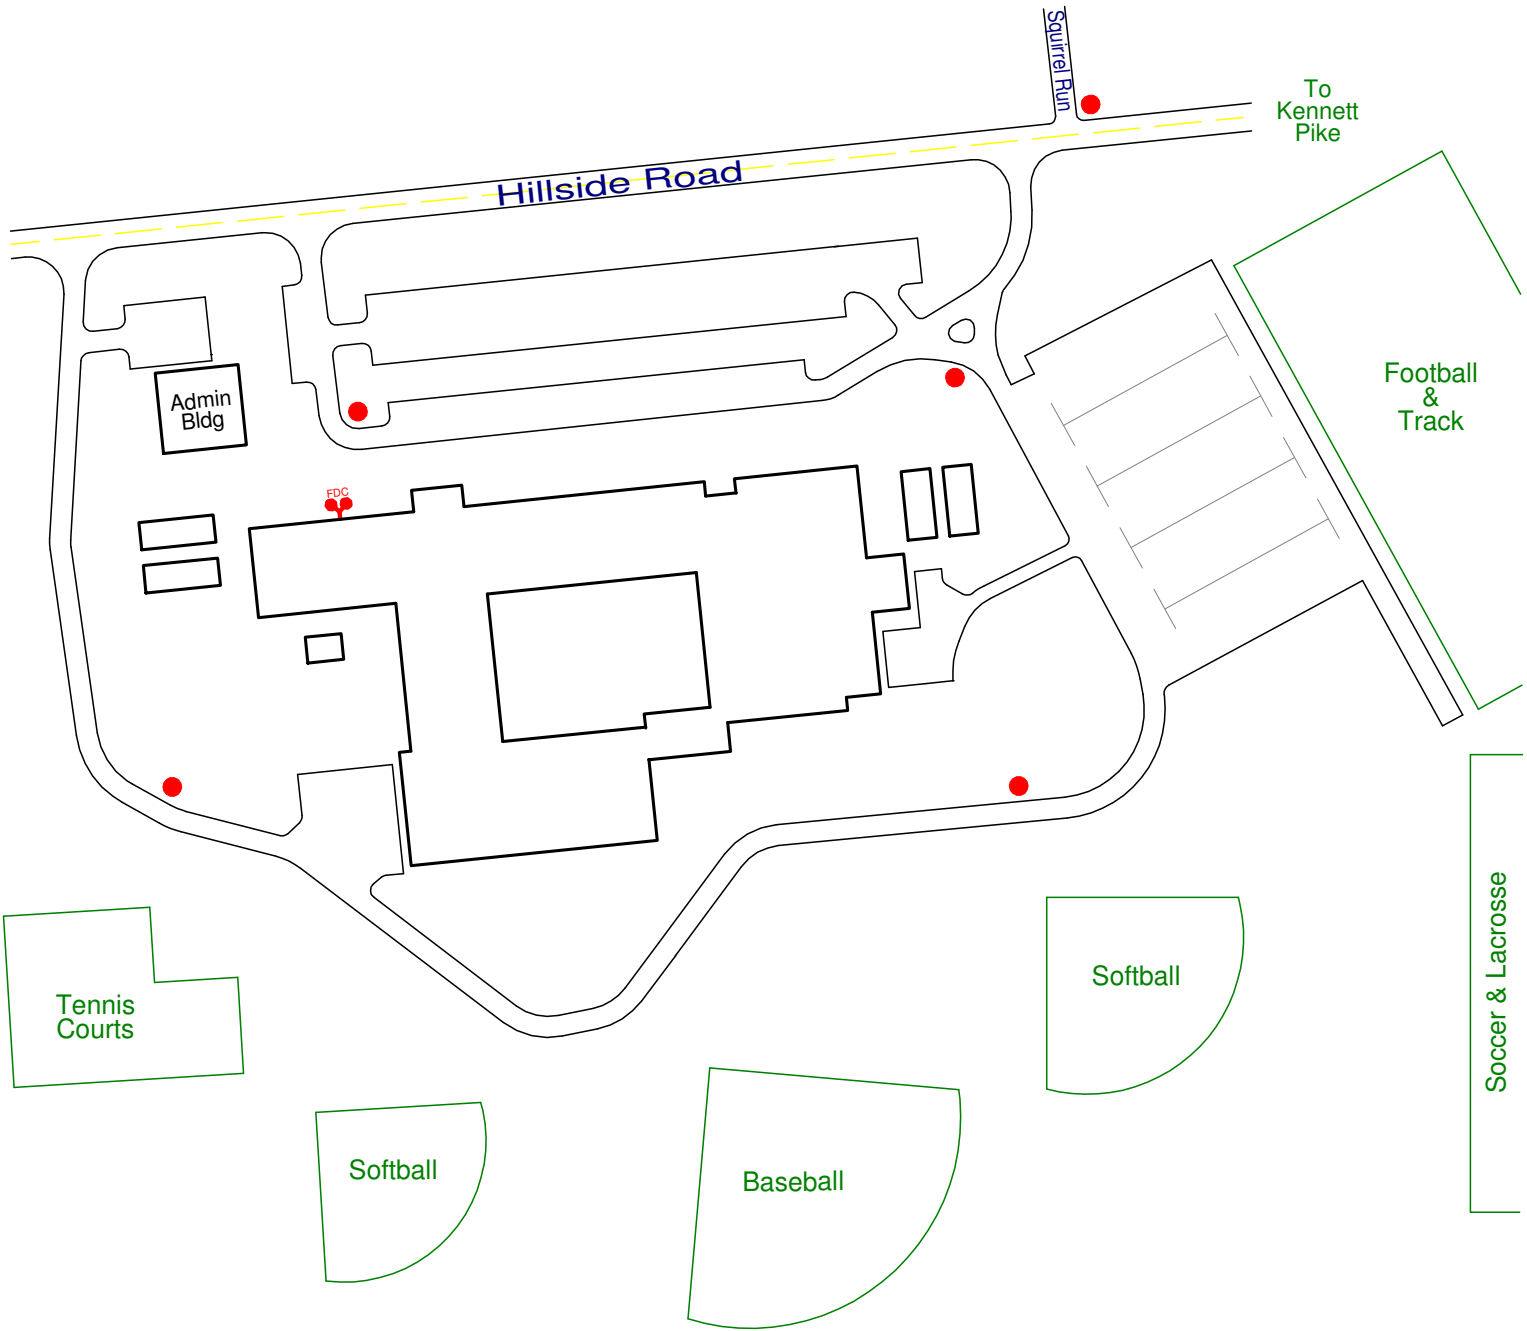 Squirrel Run
To
Kennett
Pike
Hillside Road
Football
&
Track
Admin
Bldg
FDC
Soccer & Lacrosse
Softball
Tennis
Courts
Softball
Baseball